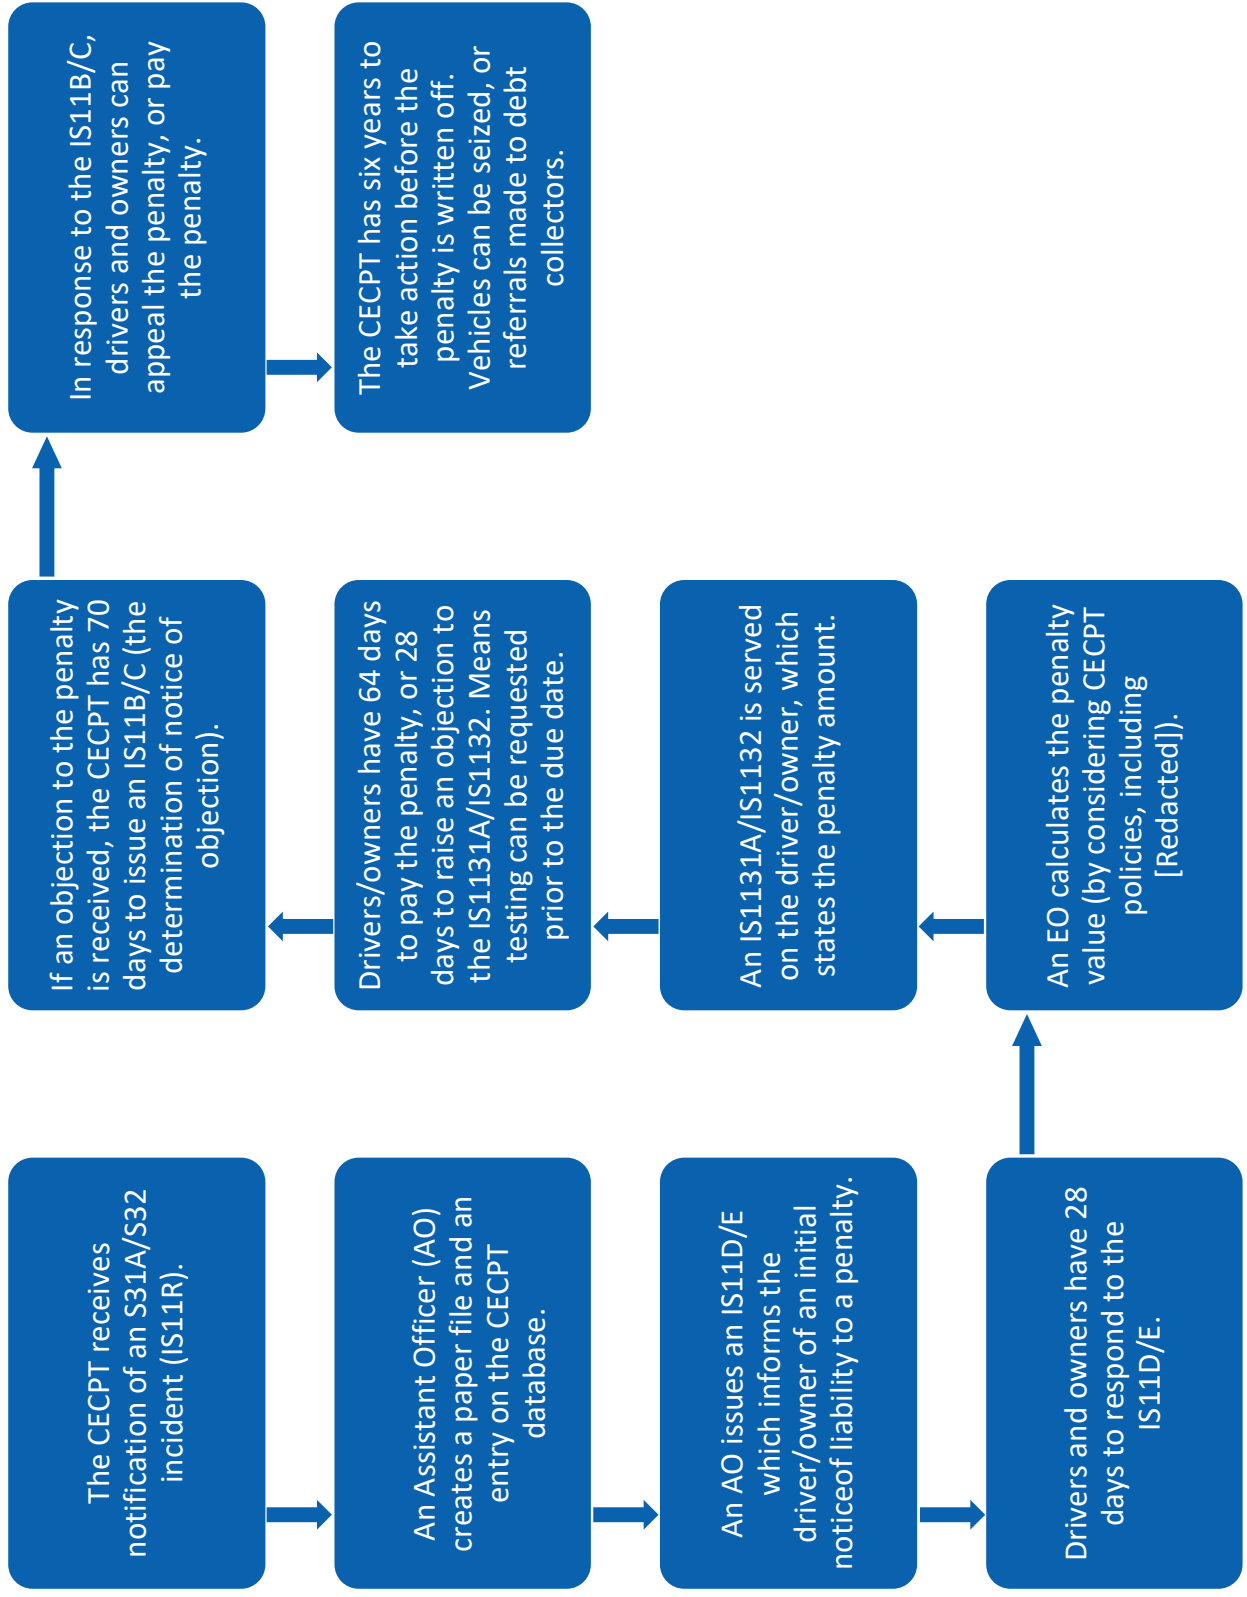 The CECPT receives
notification of an S31A/S32
incident (IS11R).
An Assistant Officer (AO)
creates a paper file and an
entry on the CECPT
database.
An AO issues an IS11D/E
which informs the
driver/owner of an initial
noticeof liability to a penalty.
Drivers and owners have 28
days to respond to the
IS11D/E.
An EO calculates the penalty
value (by considering CECPT
policies, including
[Redacted]).
An IS1131A/IS1132 is served
on the driver/owner, which
states the penalty amount.
Drivers/owners have 64 days
to pay the penalty, or 28
days to raise an objection to
the IS1131A/IS1132. Means
testing can be requested
prior to the due date.
If an objection to the penalty
is received, the CECPT has 70
days to issue an IS11B/C (the
determination of notice of
objection).
In response to the IS11B/C,
drivers and owners can
appeal the penalty, or pay
the penalty.
The CECPT has six years to
take action before the
penalty is written off.
Vehicles can be seized, or
referrals made to debt
collectors.